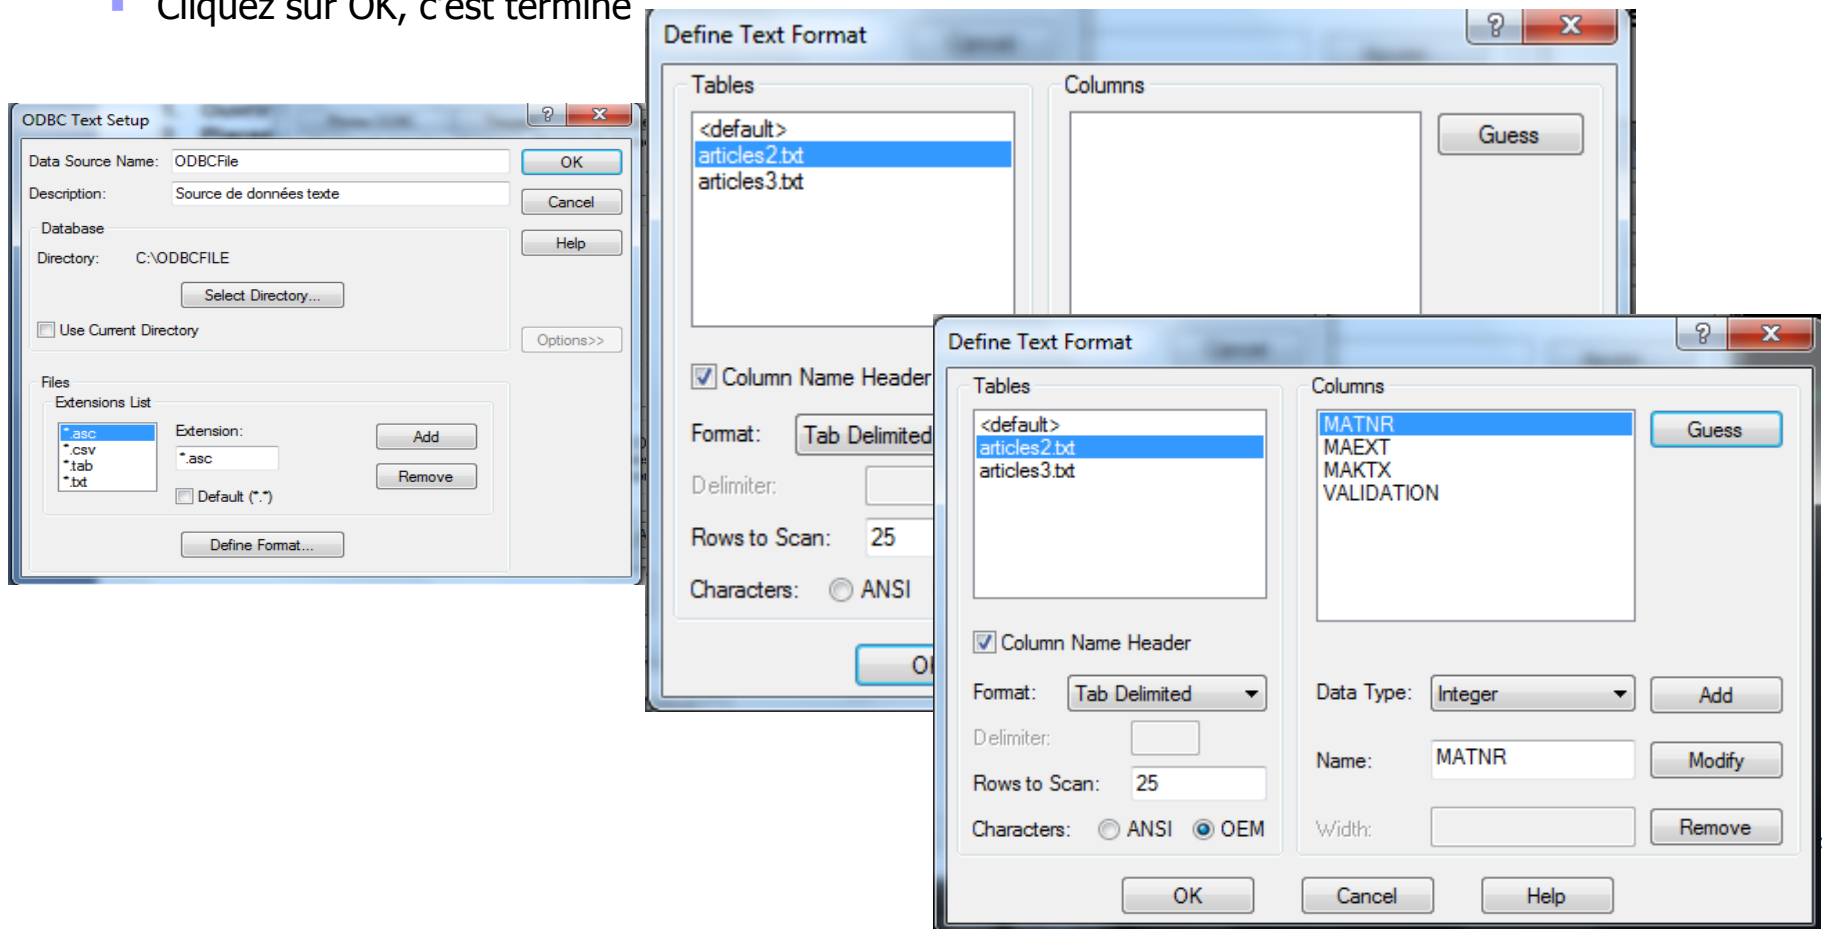 Cliquez sur OK, c'est terminé
ODBC Text Setup
Data Source Name: ODBCFile
OK
Description: Source de données texte
Cancel
Database
Help
Directory: C:\ODBCFILE
Select Directory...
Use Current Directory
Options>>
Files
Extensions List
*.asc
*.csv
*.tab
*.txt
Extension:
*.asc
Default (*.*)
Add
Remove
Define Format...
Define Text Format
Tables
<default>
articles2.txt
articles3.txt
Columns
Guess
Column Name Header
Format: Tab Delimited
Delimiter:
Rows to Scan: 25
Characters: ANSI
Define Text Format
Tables
<default>
articles2.txt
articles3.txt
Columns
MATNR
MAEXT
MAKTX
VALIDATION
Guess
Column Name Header
Format: Tab Delimited
Delimiter:
Rows to Scan: 25
Characters: ANSI OEM
Data Type: Integer
Add
Name: MATNR
Modify
Width:
Remove
OK
Cancel
Help